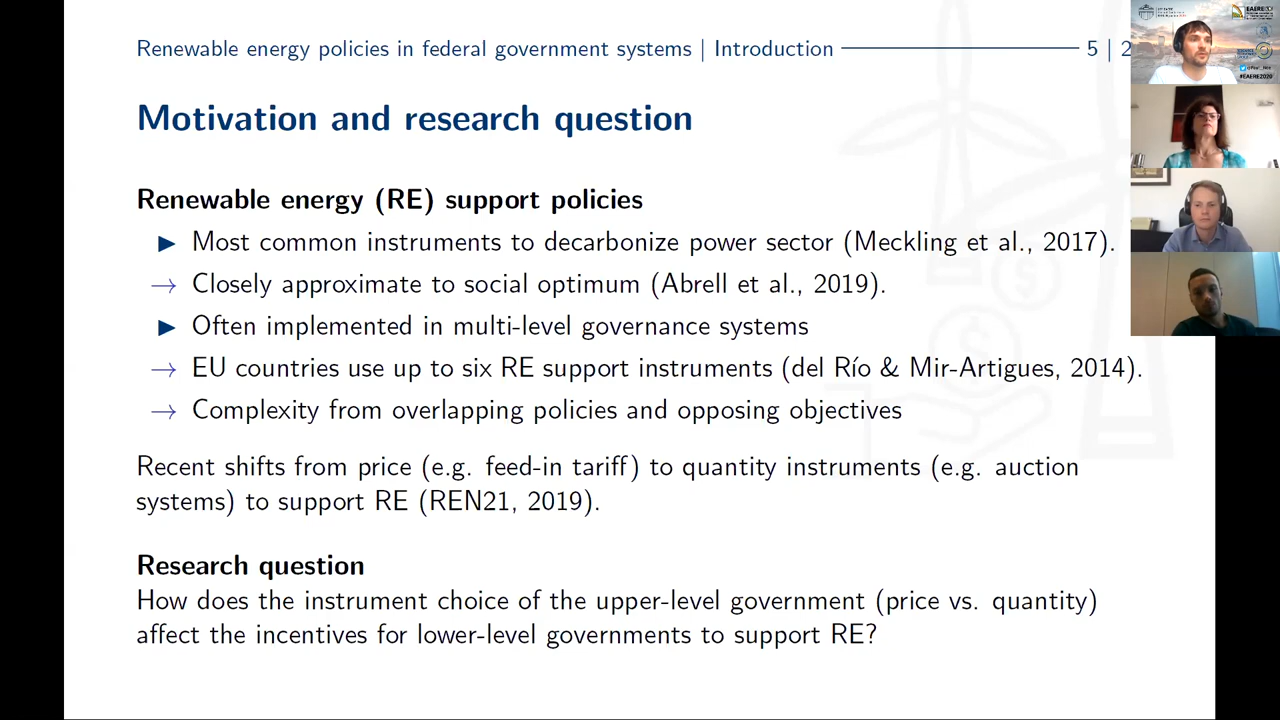 Renewable energy policies in federal government systems | Introduction 5 | 2
Motivation and research question
Renewable energy (RE) support policies
▶ Most common instruments to decarbonize power sector (Meckling et al., 2017).
→ Closely approximate to social optimum (Abrell et al., 2019).
▶ Often implemented in multi-level governance systems
→ EU countries use up to six RE support instruments (del Río & Mir-Artigues, 2014).
→ Complexity from overlapping policies and opposing objectives
Recent shifts from price (e.g. feed-in tariff) to quantity instruments (e.g. auction
systems) to support RE (REN21, 2019).
Research question
How does the instrument choice of the upper-level government (price vs. quantity)
affect the incentives for lower-level governments to support RE?
#EAERE2020